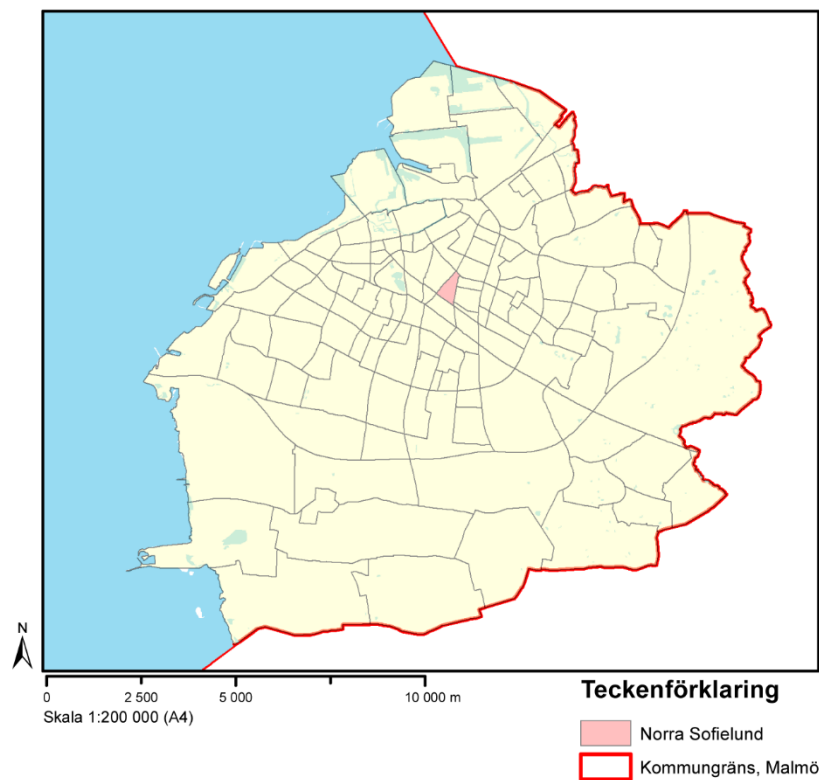 N
0 2 500 5 000 10 000 m
Skala 1:200 000 (A4)
Teckenförklaring
Norra Sofielund
Kommungräns, Malmö